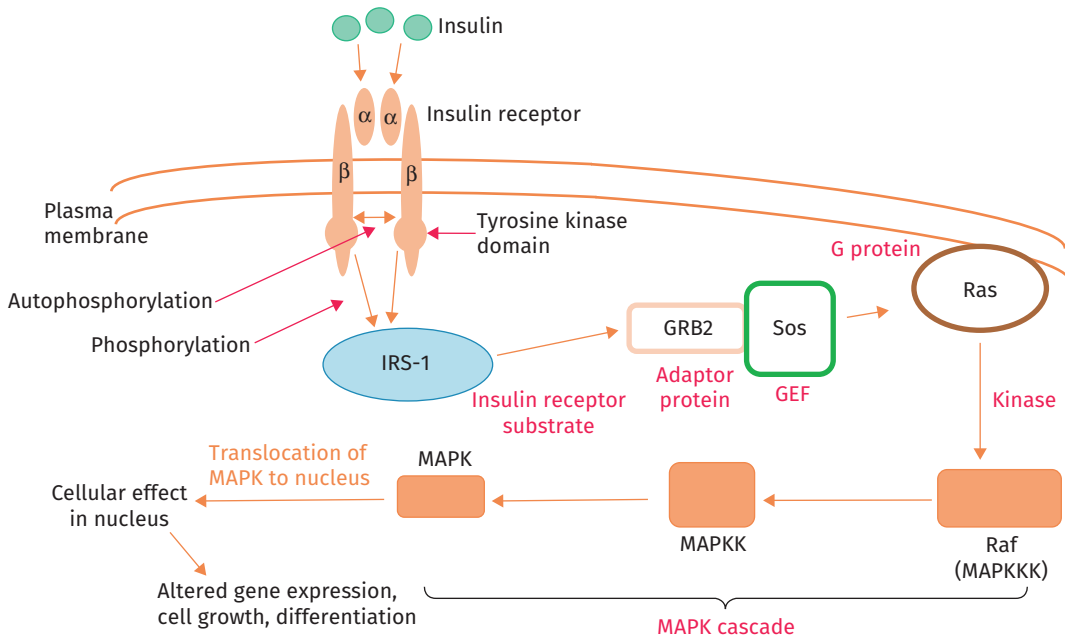 Insulin
α α
Insulin receptor
β β
Plasma
membrane
Tyrosine kinase
domain
G protein
Autophosphorylation
Ras
Phosphorylation
GRB2
Sos
IRS-1
Adaptor
protein
GEF
Insulin receptor
substrate
Kinase
Translocation of
MAPK to nucleus
MAPK
Cellular effect
in nucleus
MAPKK
Raf
(MAPKKK)
Altered gene expression,
cell growth, differentiation
MAPK cascade